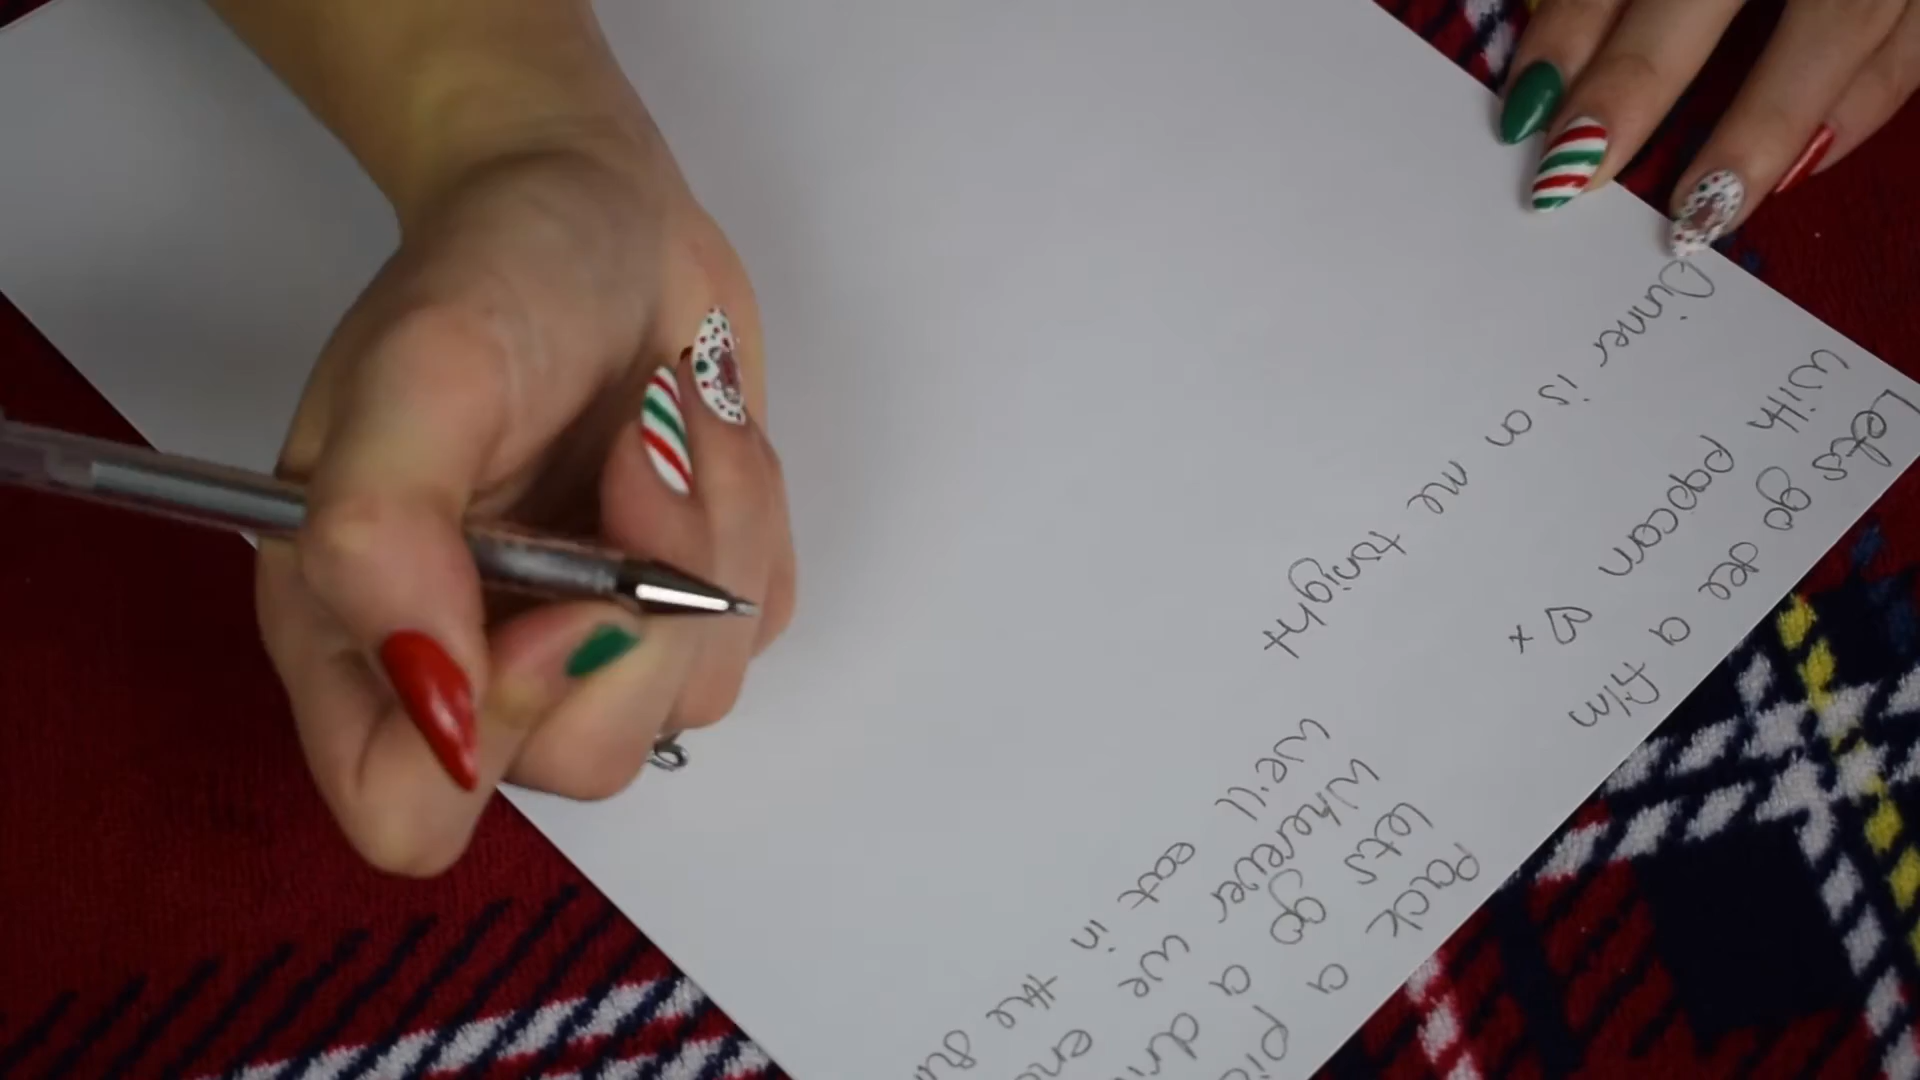 Lets go see a film
with popcorn ♡ x
Dinner is on me tonight
Pack a
lets go a
Wherever we
We'll eat in the